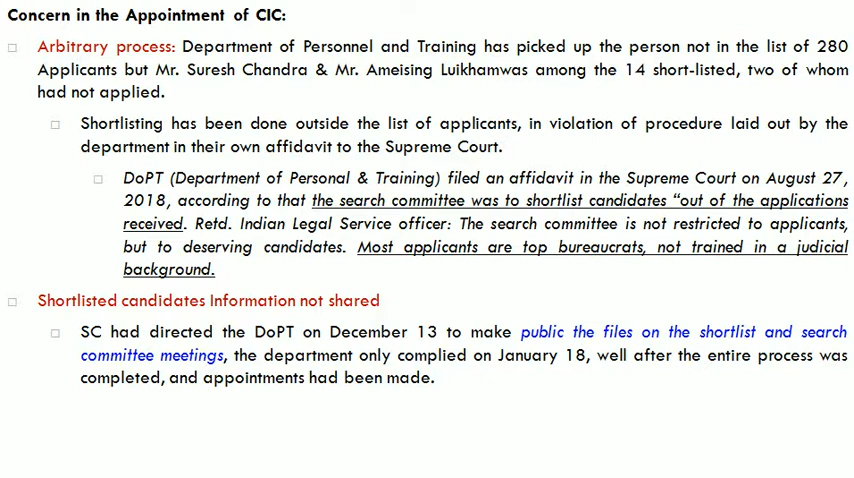 Concern in the Appointment of CIC:
Arbitrary process: Department of Personnel and Training has picked up the person not in the list of 280
Applicants but Mr. Suresh Chandra & Mr. Ameising Luikhamwas among the 14 short-listed, two of whom
had not applied.
Shortlisting has been done outside the list of applicants, in violation of procedure laid out by the
department in their own affidavit to the Supreme Court.
DoPT (Department of Personal & Training) filed an affidavit in the Supreme Court on August 27,
2018, according to that the search committee was to shortlist candidates “out of the applications
received. Retd. Indian Legal Service officer: The search committee is not restricted to applicants,
but to deserving candidates. Most applicants are top bureaucrats, not trained in a judicial
background.
Shortlisted candidates Information not shared
SC had directed the DoPT on December 13 to make public the files on the shortlist and search
committee meetings, the department only complied on January 18, well after the entire process was
completed, and appointments had been made.